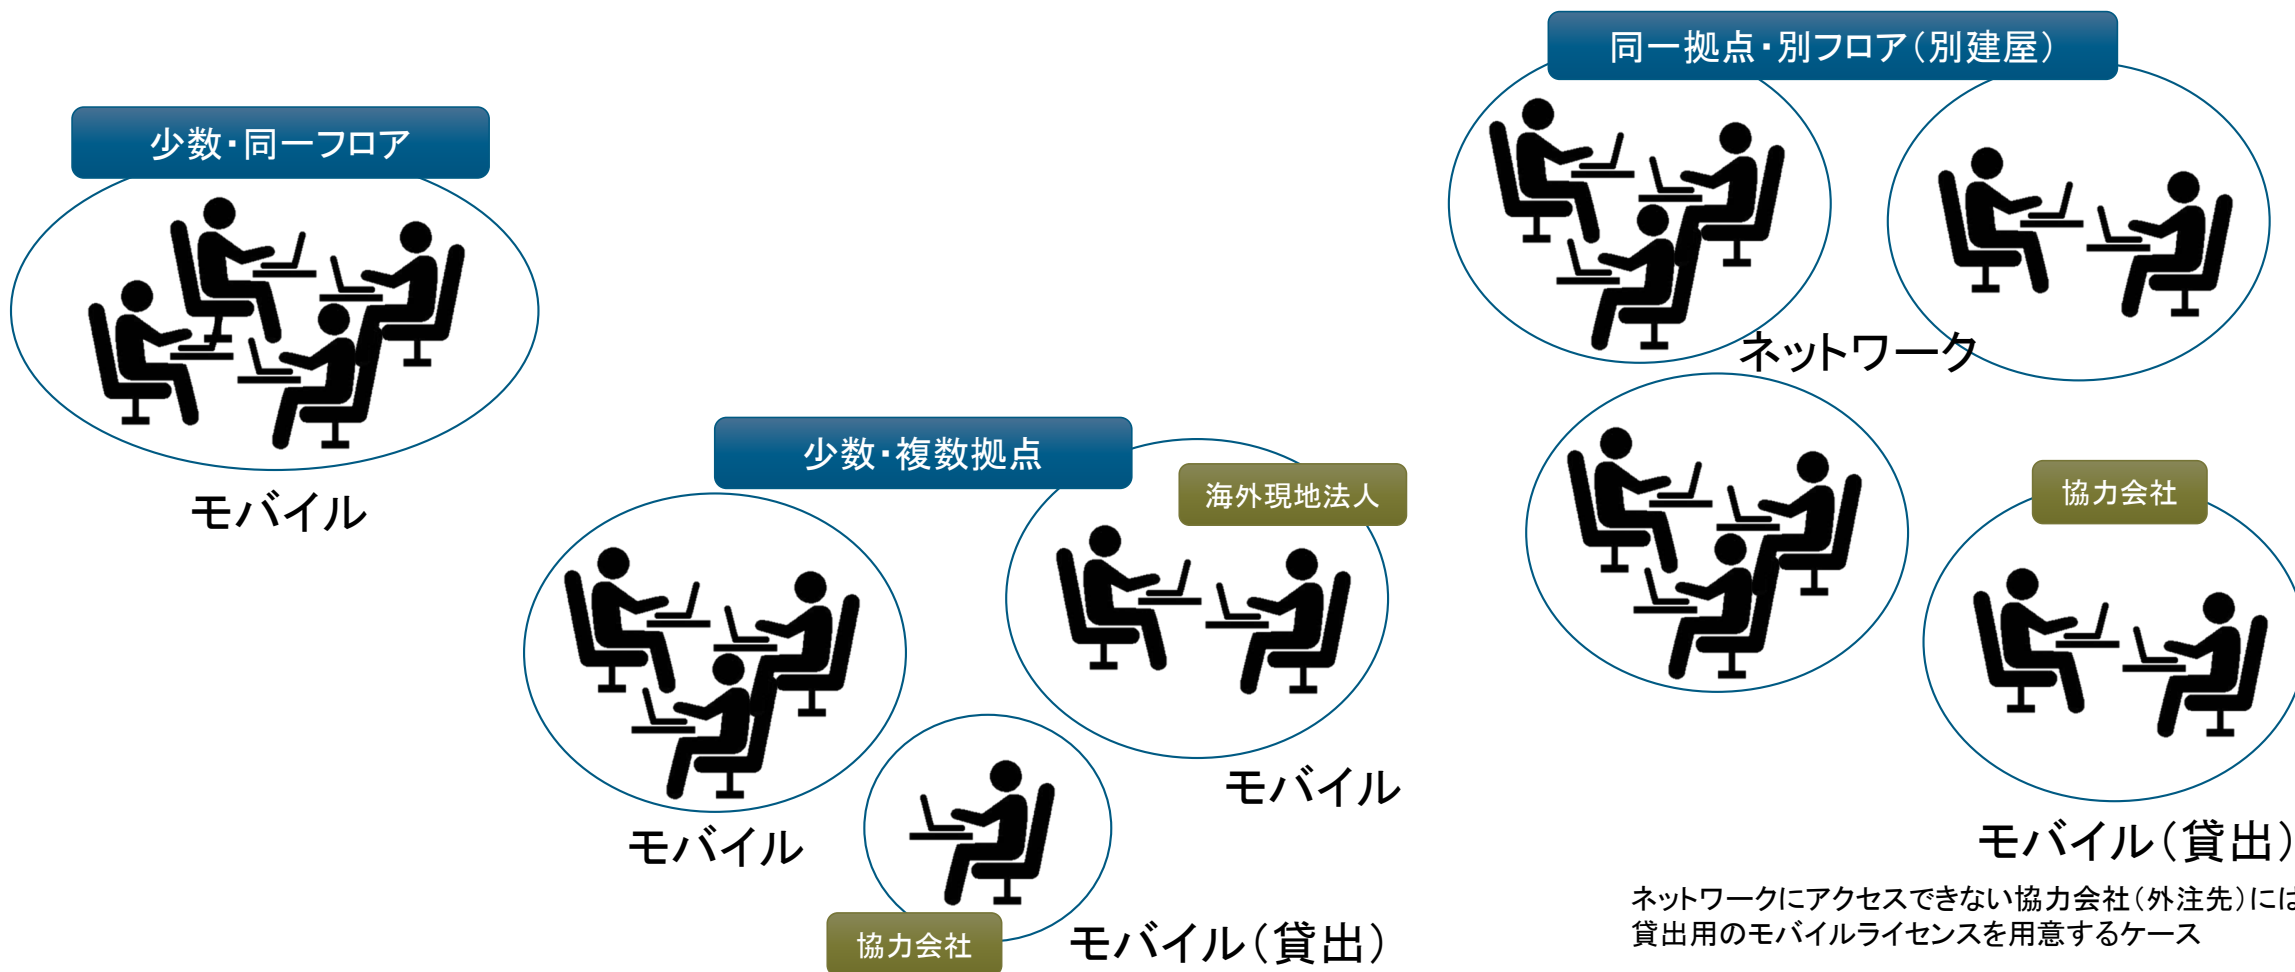 少数・同一フロア
モバイル
少数・複数拠点
海外現地法人
モバイル
モバイル
協力会社
モバイル（貸出）
同一拠点・別フロア（別建屋）
ネットワーク
協力会社
モバイル（貸出）
ネットワークにアクセスできない協力会社（外注先）には
貸出用のモバイルライセンスを用意するケース